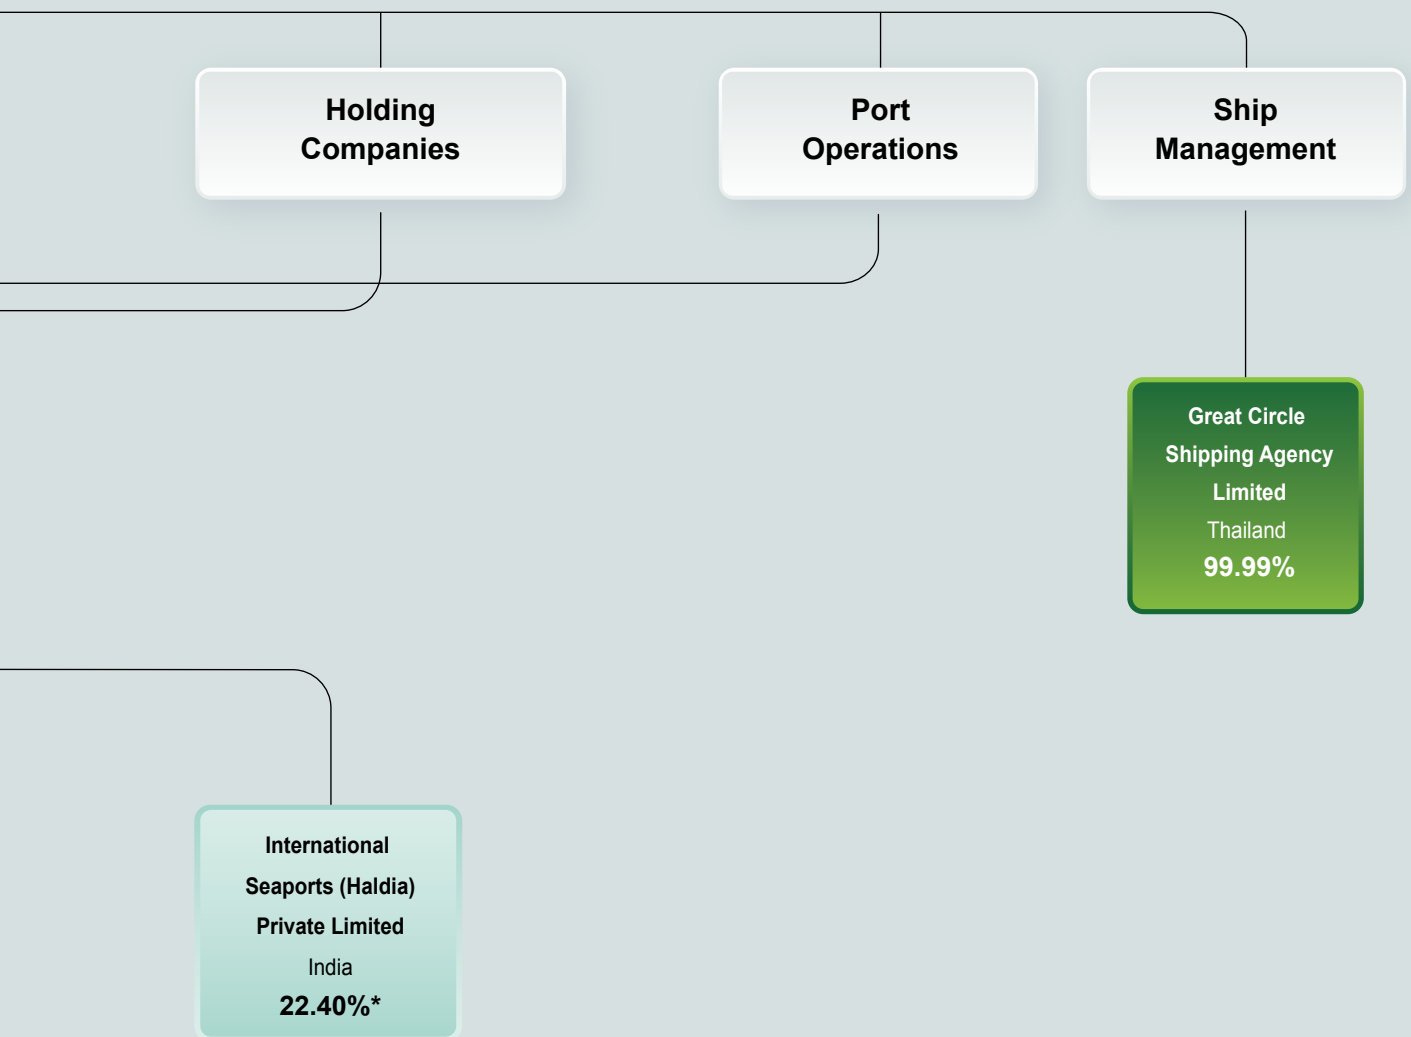 Holding
Companies
Port
Operations
Ship
Management
Great Circle
Shipping Agency
Limited
Thailand
99.99%
International
Seaports (Haldia)
Private Limited
India
22.40%*